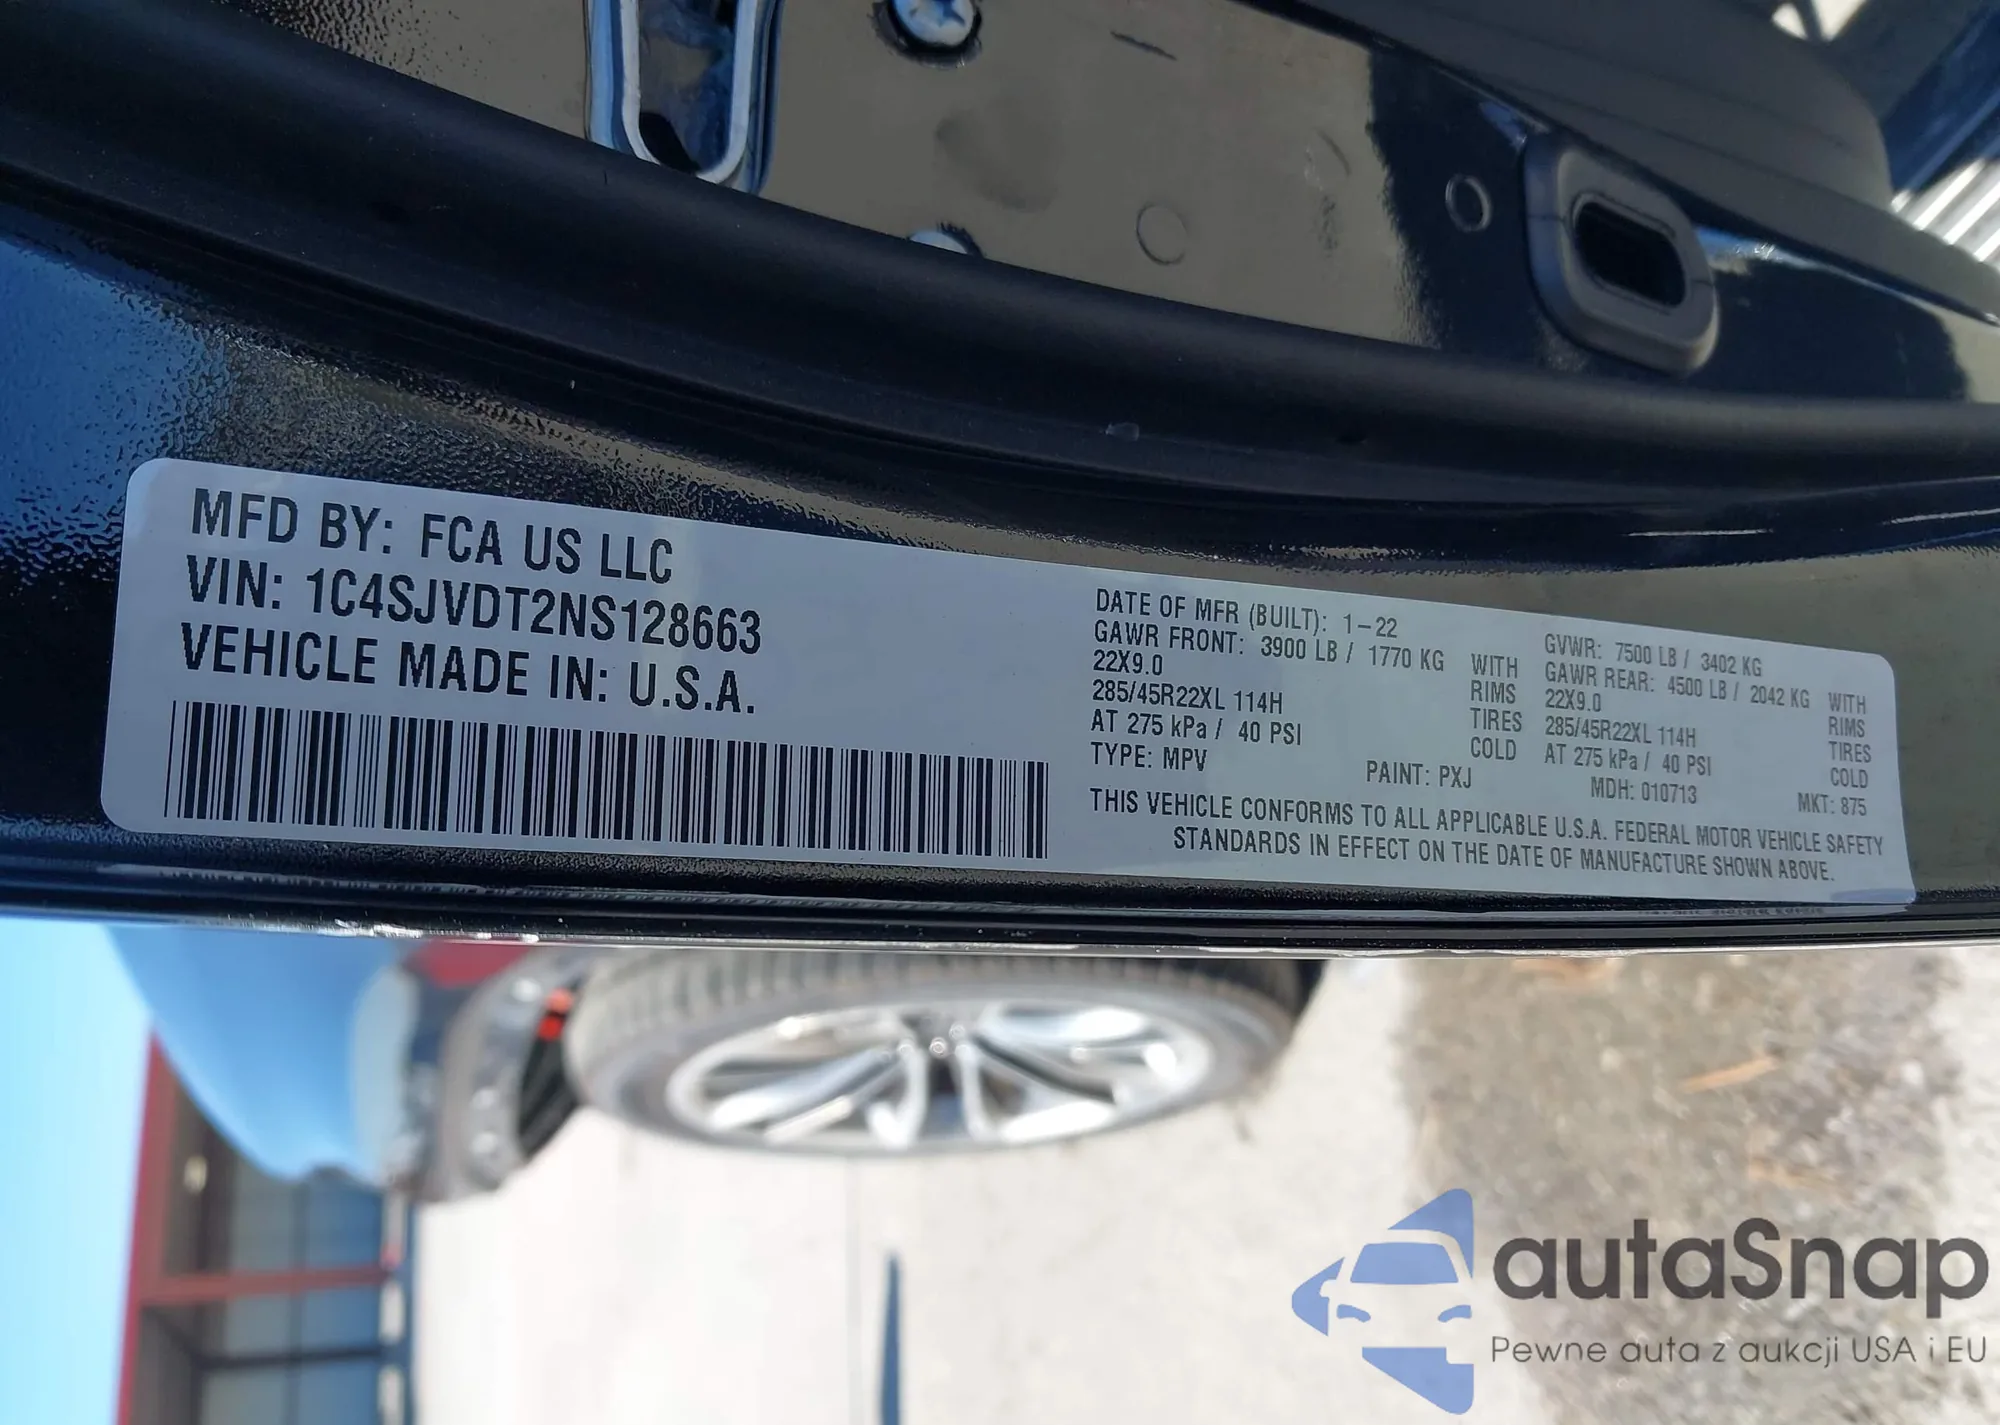 MFD BY: FCA US LLC
VIN: 1C4SJVDT2NS128663
VEHICLE MADE IN: U.S.A.
DATE OF MFR (BUILT): 1-22
GAWR FRONT: 3900 LB / 1770 KG WITH
22X9.0 RIMS
285/45R22XL 114H TIRES
AT 275 kPa / 40 PSI COLD
TYPE: MPV
GVWR: 7500 LB / 3402 KG
GAWR REAR: 4500 LB / 2042 KG WITH
22X9.0 RIMS
285/45R22XL 114H TIRES
AT 275 kPa / 40 PSI COLD
PAINT: PXJ MDH: 010713 MKT: 875
THIS VEHICLE CONFORMS TO ALL APPLICABLE U.S.A. FEDERAL MOTOR VEHICLE SAFETY
STANDARDS IN EFFECT ON THE DATE OF MANUFACTURE SHOWN ABOVE.
autaSnap
Pewne auta z aukcji USA i EU